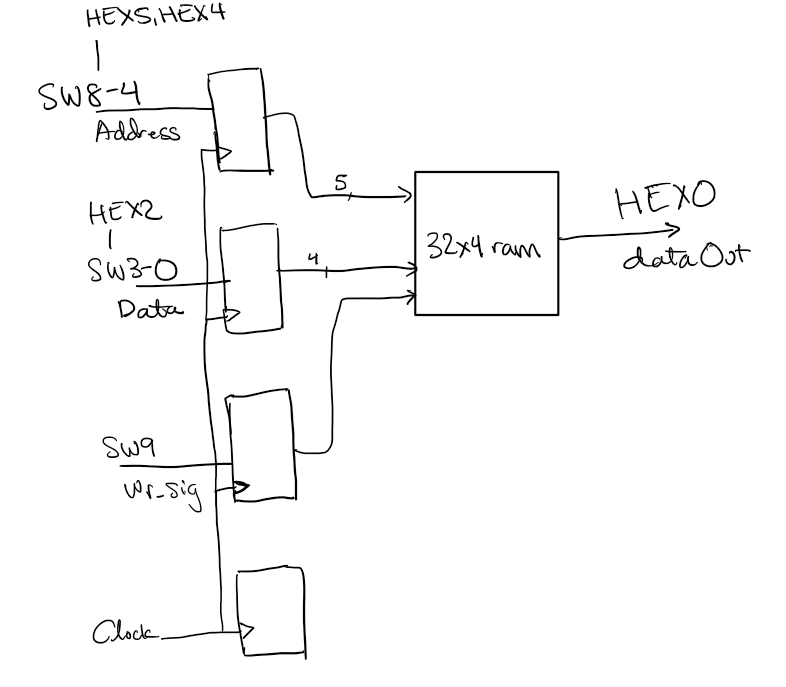 HEX5,HEX4
SW8-4
Address
5
HEX2
SW3-0
Data
4
32x4 ram
HEX0
dataOut
SW9
Wr_sig
Clock